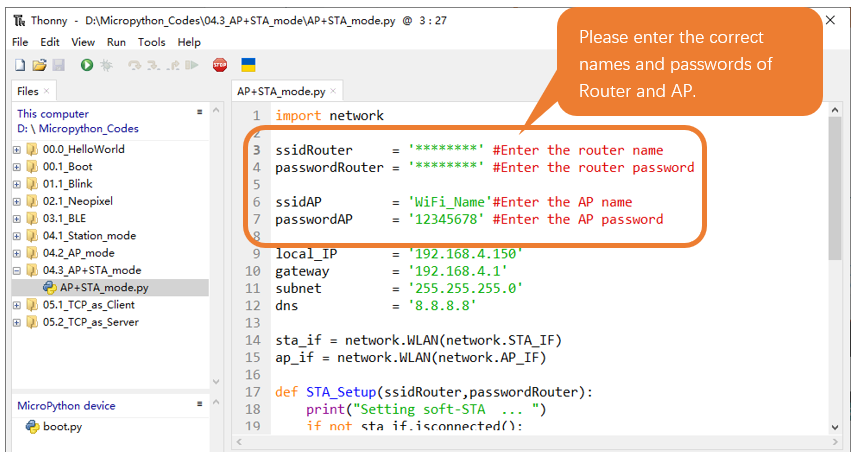 Thonny - D:\Micropython_Codes\04.3_AP+STA_mode\AP+STA_mode.py @ 3 : 27
File Edit View Run Tools Help
Please enter the correct
names and passwords of
Router and AP.
STOP
Files
This computer
D: \ Micropython_Codes
00.0_HelloWorld
00.1_Boot
01.1_Blink
02.1_Neopixel
03.1_BLE
04.1_Station_mode
04.2_AP_mode
04.3_AP+STA_mode
AP+STA_mode.py
05.1_TCP_as_Client
05.2_TCP_as_Server
MicroPython device
boot.py
AP+STA_mode.py
1 import network
2
3 ssidRouter     = '********' #Enter the router name
4 passwordRouter = '********' #Enter the router password
5
6 ssidAP         = 'WiFi_Name'#Enter the AP name
7 passwordAP     = '12345678' #Enter the AP password
8
9 local_IP       = '192.168.4.150'
10 gateway        = '192.168.4.1'
11 subnet         = '255.255.255.0'
12 dns            = '8.8.8.8'
13
14 sta_if = network.WLAN(network.STA_IF)
15 ap_if = network.WLAN(network.AP_IF)
16
17 def STA_Setup(ssidRouter,passwordRouter):
18     print("Setting soft-STA  ... ")
19     if not sta_if.isconnected():